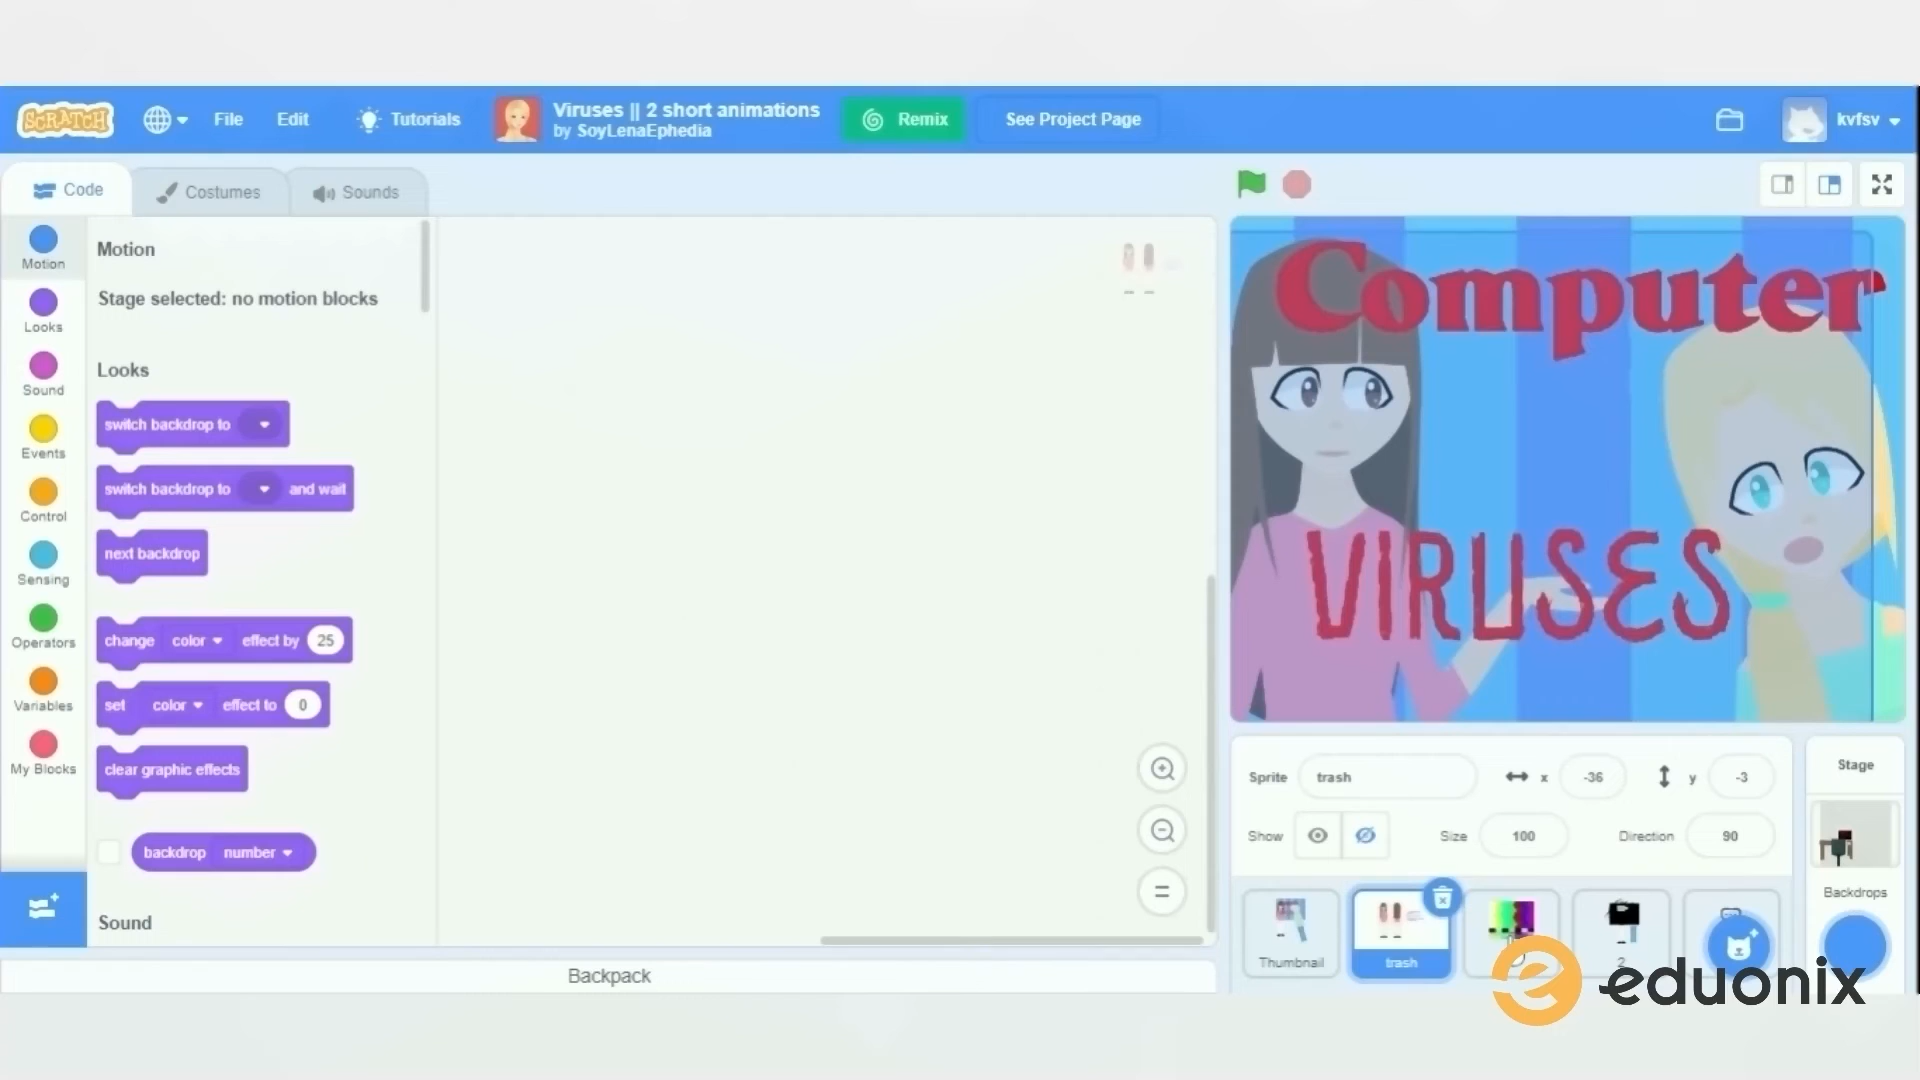 SCRATCH
File
Edit
Tutorials
Viruses || 2 short animations
by SoyLenaEphedia
Remix
See Project Page
kvfsv
Code
Costumes
Sounds
Motion
Looks
Sound
Events
Control
Sensing
Operators
Variables
My Blocks
Motion
Stage selected: no motion blocks
Looks
switch backdrop to
switch backdrop to and wait
next backdrop
change color effect by 25
set color effect to 0
clear graphic effects
backdrop number
Sound
Backpack
Computer
VIRUSES
Sprite trash x -36 y -3
Show Size 100 Direction 90
Thumbnail
trash
2
Stage
Backdrops
eduonix